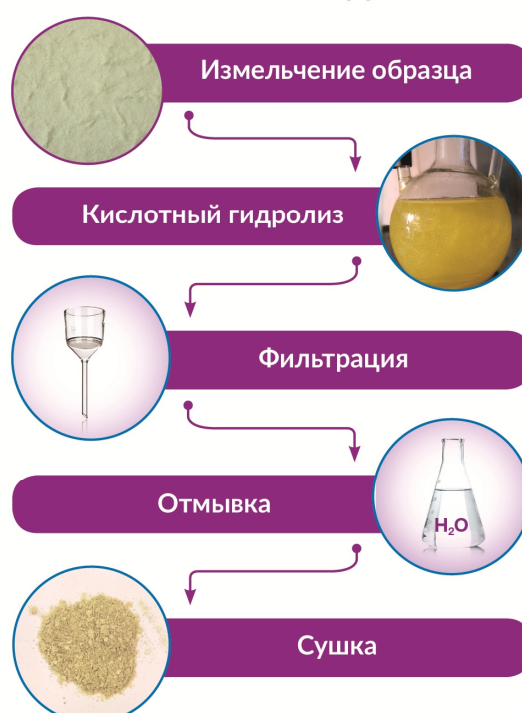 Измельчение образца
Кислотный гидролиз
Фильтрация
Отмывка
H₂O
Сушка